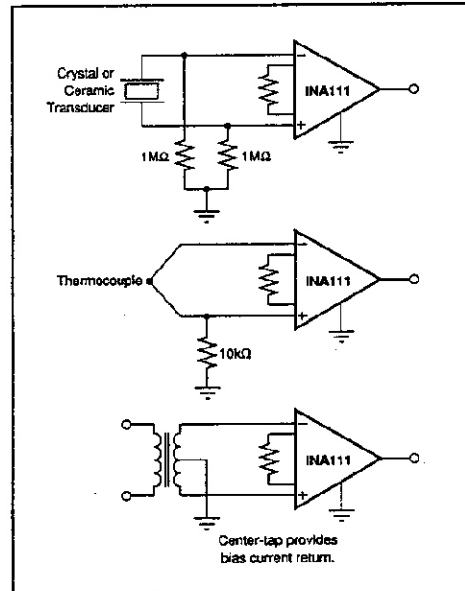 Crystal or
Ceramic
Transducer
−
INA111
+
1MΩ
1MΩ
−
Thermocouple
INA111
+
10kΩ
−
INA111
+
Center-tap provides
bias current return.